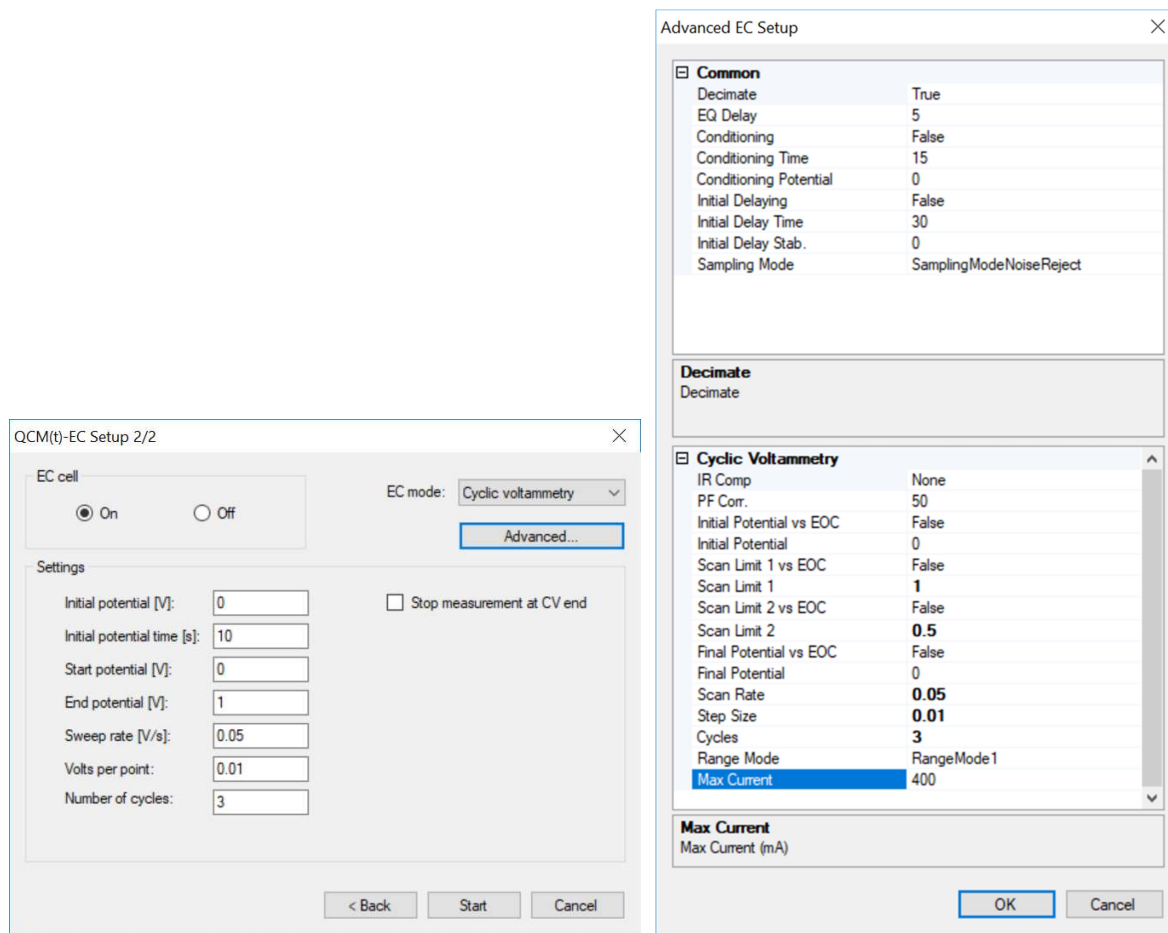 QCM(t)-EC Setup 2/2
EC cell
On Off
EC mode: Cyclic voltammetry
Advanced...
Settings
Initial potential [V]: 0
Stop measurement at CV end
Initial potential time [s]: 10
Start potential [V]: 0
End potential [V]: 1
Sweep rate [V/s]: 0.05
Volts per point: 0.01
Number of cycles: 3
< Back Start Cancel
Advanced EC Setup
Common
Decimate True
EQ Delay 5
Conditioning False
Conditioning Time 15
Conditioning Potential 0
Initial Delaying False
Initial Delay Time 30
Initial Delay Stab. 0
Sampling Mode SamplingModeNoiseReject
Decimate
Decimate
Cyclic Voltammetry
IR Comp None
PF Corr. 50
Initial Potential vs EOC False
Initial Potential 0
Scan Limit 1 vs EOC False
Scan Limit 1 1
Scan Limit 2 vs EOC False
Scan Limit 2 0.5
Final Potential vs EOC False
Final Potential 0
Scan Rate 0.05
Step Size 0.01
Cycles 3
Range Mode RangeMode1
Max Current 400
Max Current
Max Current (mA)
OK Cancel